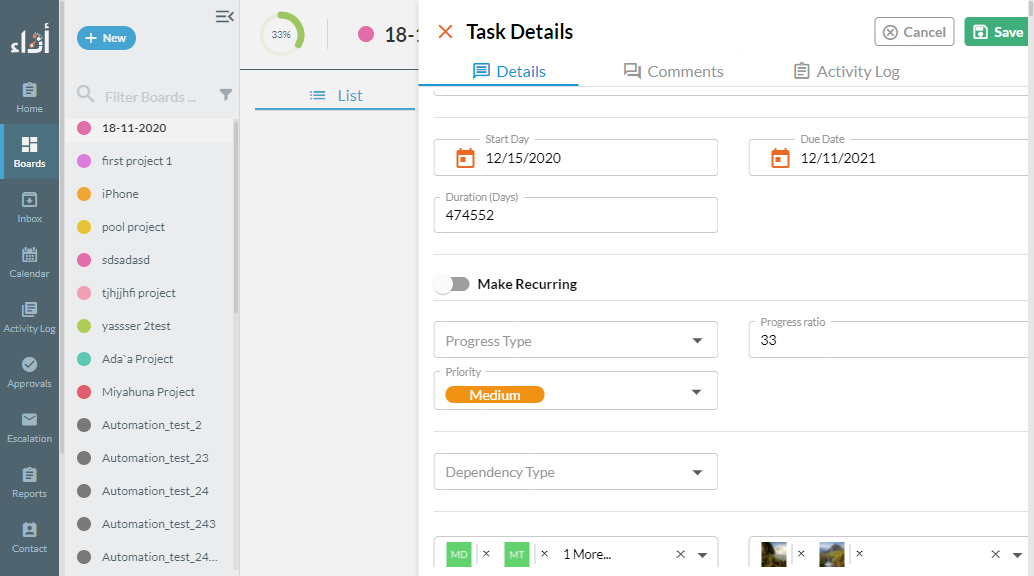 أداء
Home
Boards
Inbox
Calendar
Activity Log
Approvals
Escalation
Reports
Contact
New
Filter Boards ...
18-11-2020
first project 1
iPhone
pool project
sdsadasd
tjhjjhfi project
yassser 2test
Ada`a Project
Miyahuna Project
Automation_test_2
Automation_test_23
Automation_test_24
Automation_test_243
Automation_test_24...
33%
18-1
List
Task Details
Cancel
Save
Details
Comments
Activity Log
Start Day
12/15/2020
Due Date
12/11/2021
Duration (Days)
474552
Make Recurring
Progress Type
Progress ratio
33
Priority
Medium
Dependency Type
MD × MT × 1 More... ×
× × ×